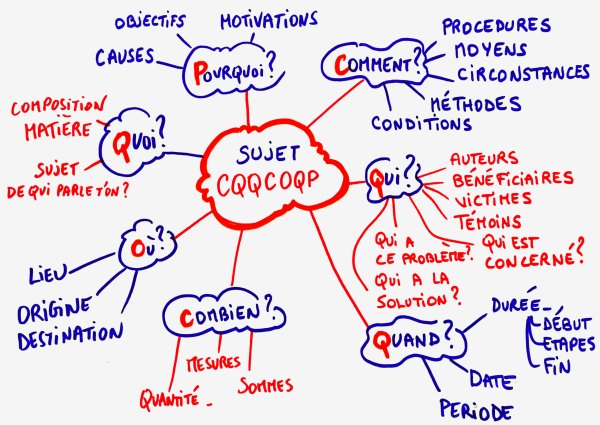 OBJECTIFS
MOTIVATIONS
CAUSES
POURQUOI?
COMMENT?
PROCEDURES
MOYENS
CIRCONSTANCES
MÉTHODES
CONDITIONS
COMPOSITION
MATIÈRE
QUOI?
SUJET
DE QUI PARLE T'ON?
SUJET
CQQCOQP
QUI?
AUTEURS
BÉNÉFICIAIRES
VICTIMES
TÉMOINS
QUI A
CE PROBLÈME?
QUI EST
CONCERNÉ?
QUI A LA
SOLUTION?
OÙ?
LIEU
ORIGINE
DESTINATION
COMBIEN?
QUANTITÉ
MESURES
SOMMES
QUAND?
DURÉE
DÉBUT
ETAPES
FIN
DATE
PERIODE